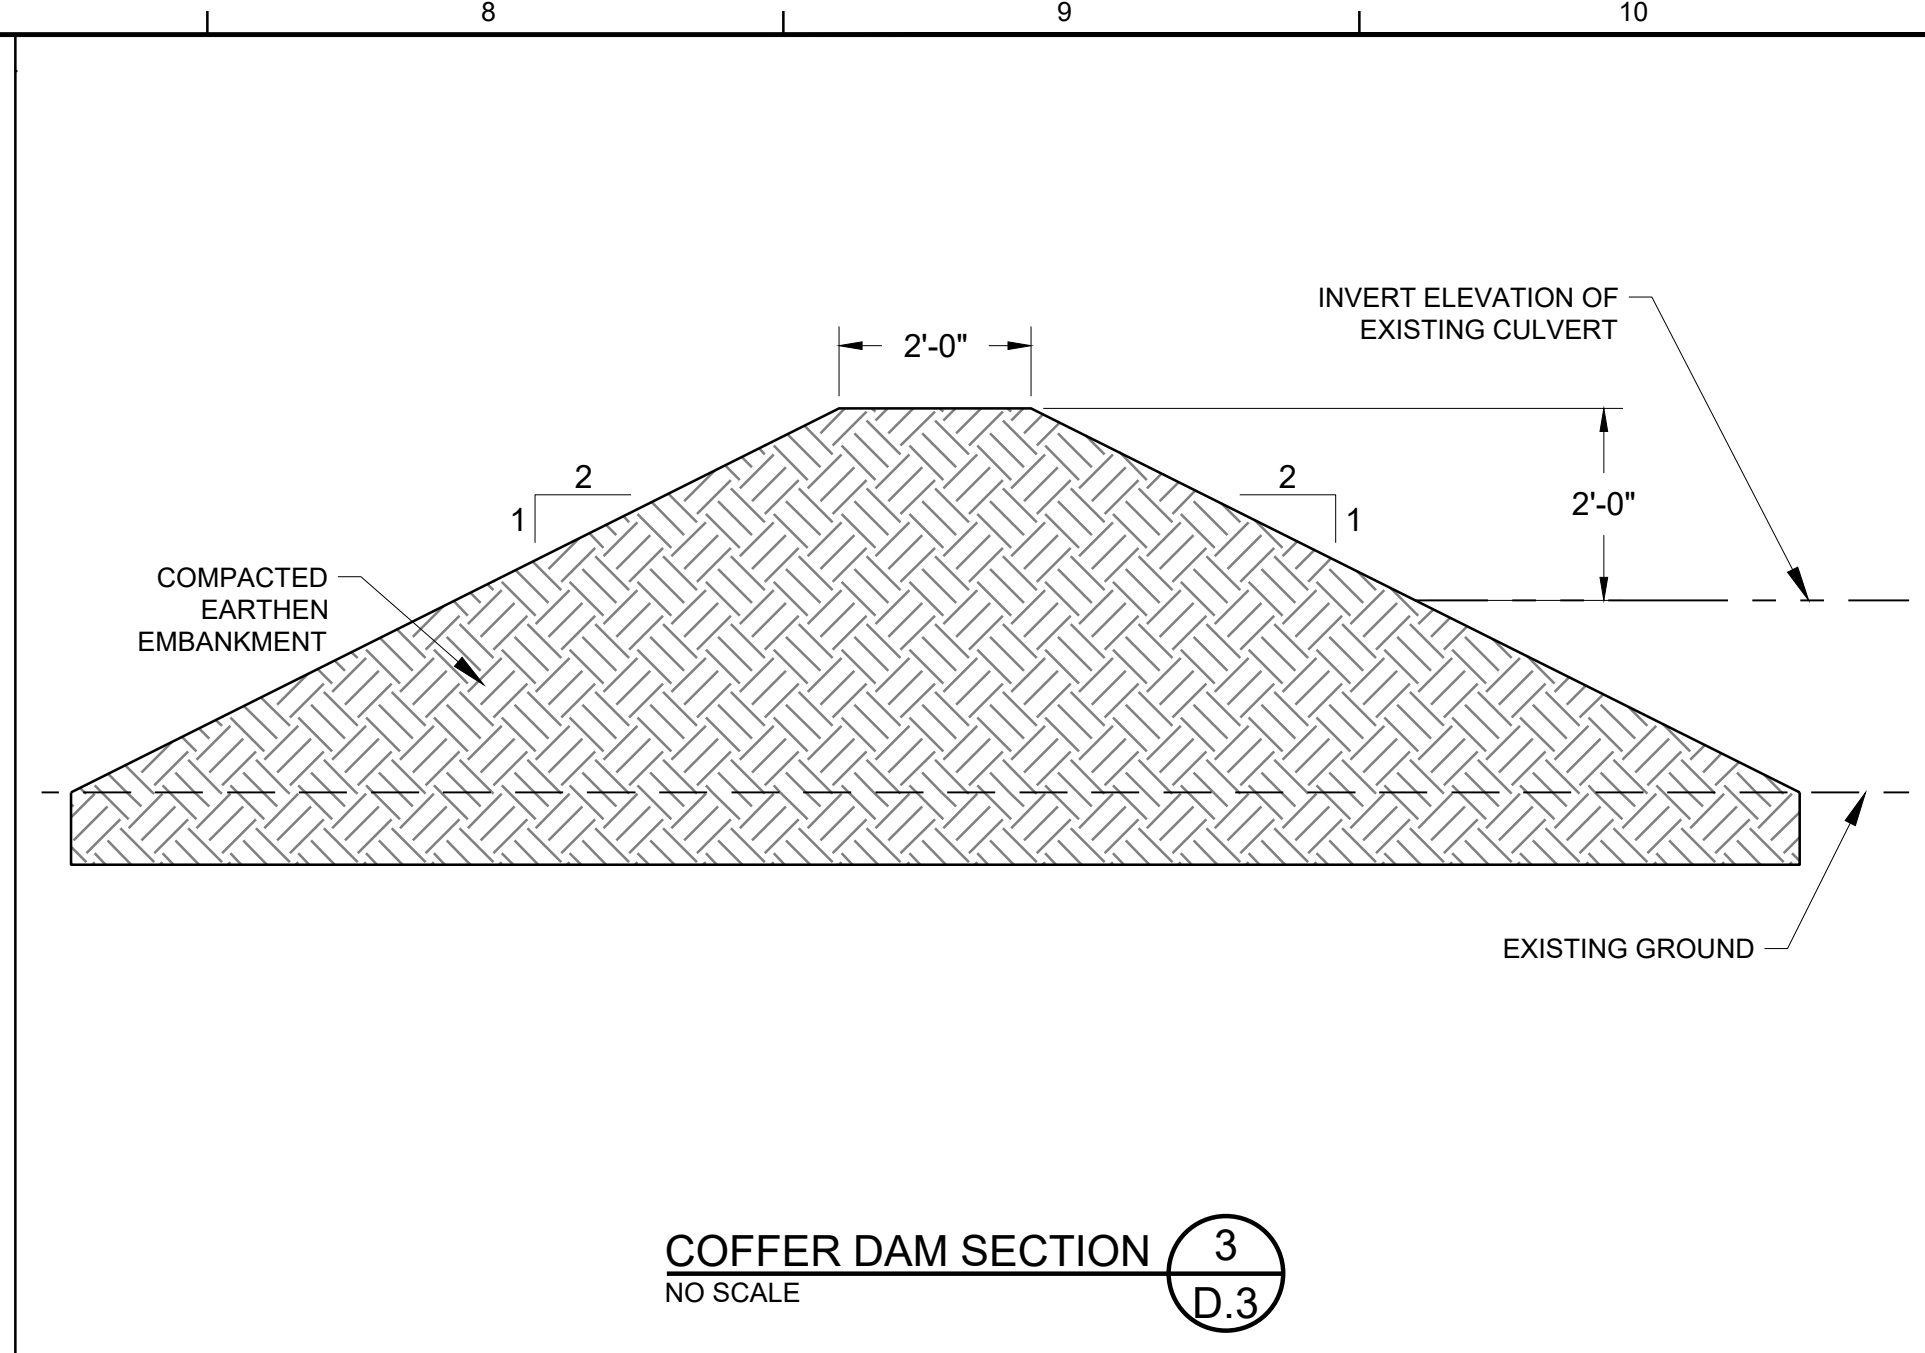 8 9 10
INVERT ELEVATION OF
EXISTING CULVERT
2'-0"
2
1
2
1
2'-0"
COMPACTED
EARTHEN
EMBANKMENT
EXISTING GROUND
COFFER DAM SECTION
NO SCALE
3
D.3